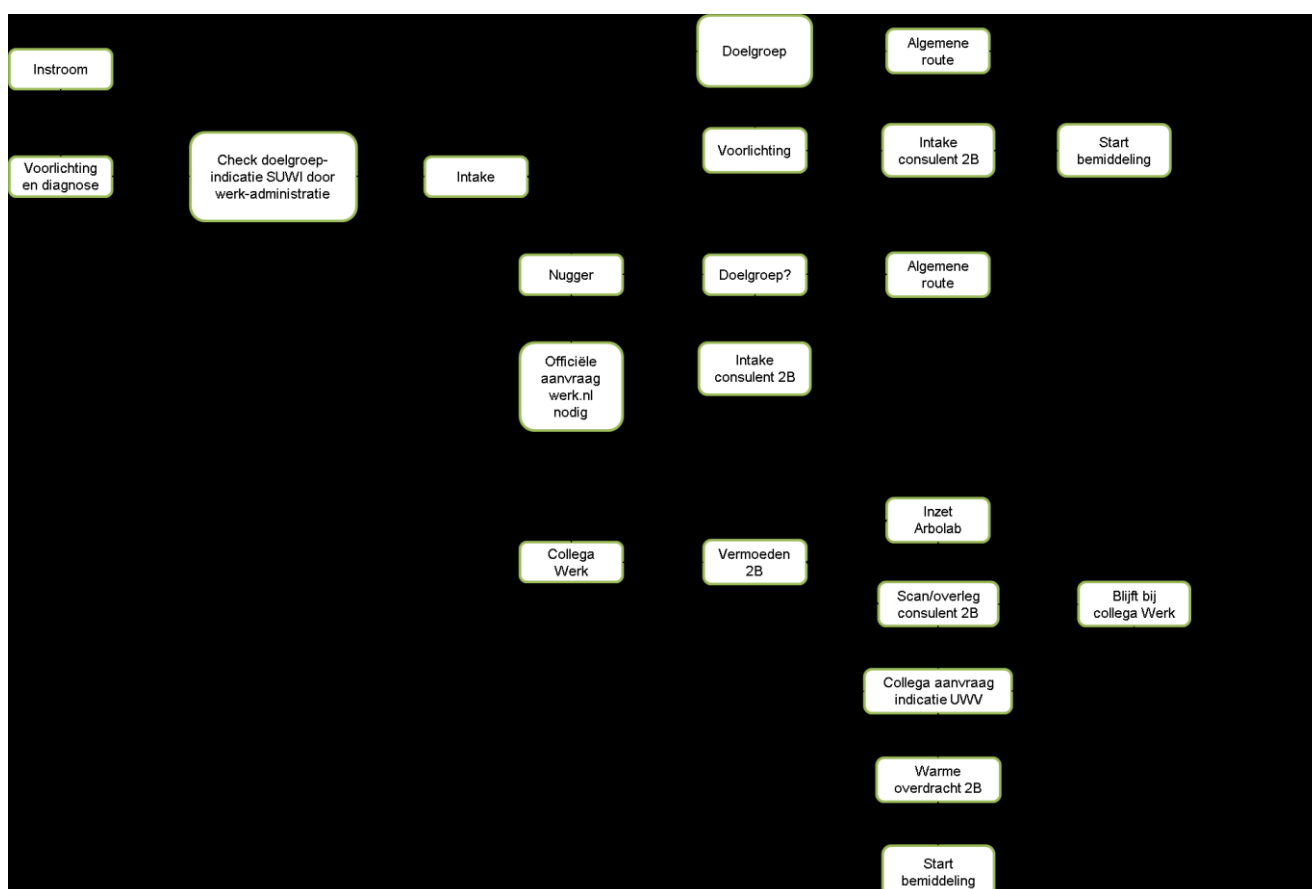 Instroom
Voorlichting
en diagnose
Check doelgroep-
indicatie SUWI door
werk-administratie
Intake
Doelgroep
Algemene
route
Voorlichting
Intake
consulent 2B
Start
bemiddeling
Nugger
Doelgroep?
Algemene
route
Officiële
aanvraag
werk.nl
nodig
Intake
consulent 2B
Collega
Werk
Vermoeden
2B
Inzet
Arbolab
Scan/overleg
consulent 2B
Blijft bij
collega Werk
Collega aanvraag
indicatie UWV
Warme
overdracht 2B
Start
bemiddeling